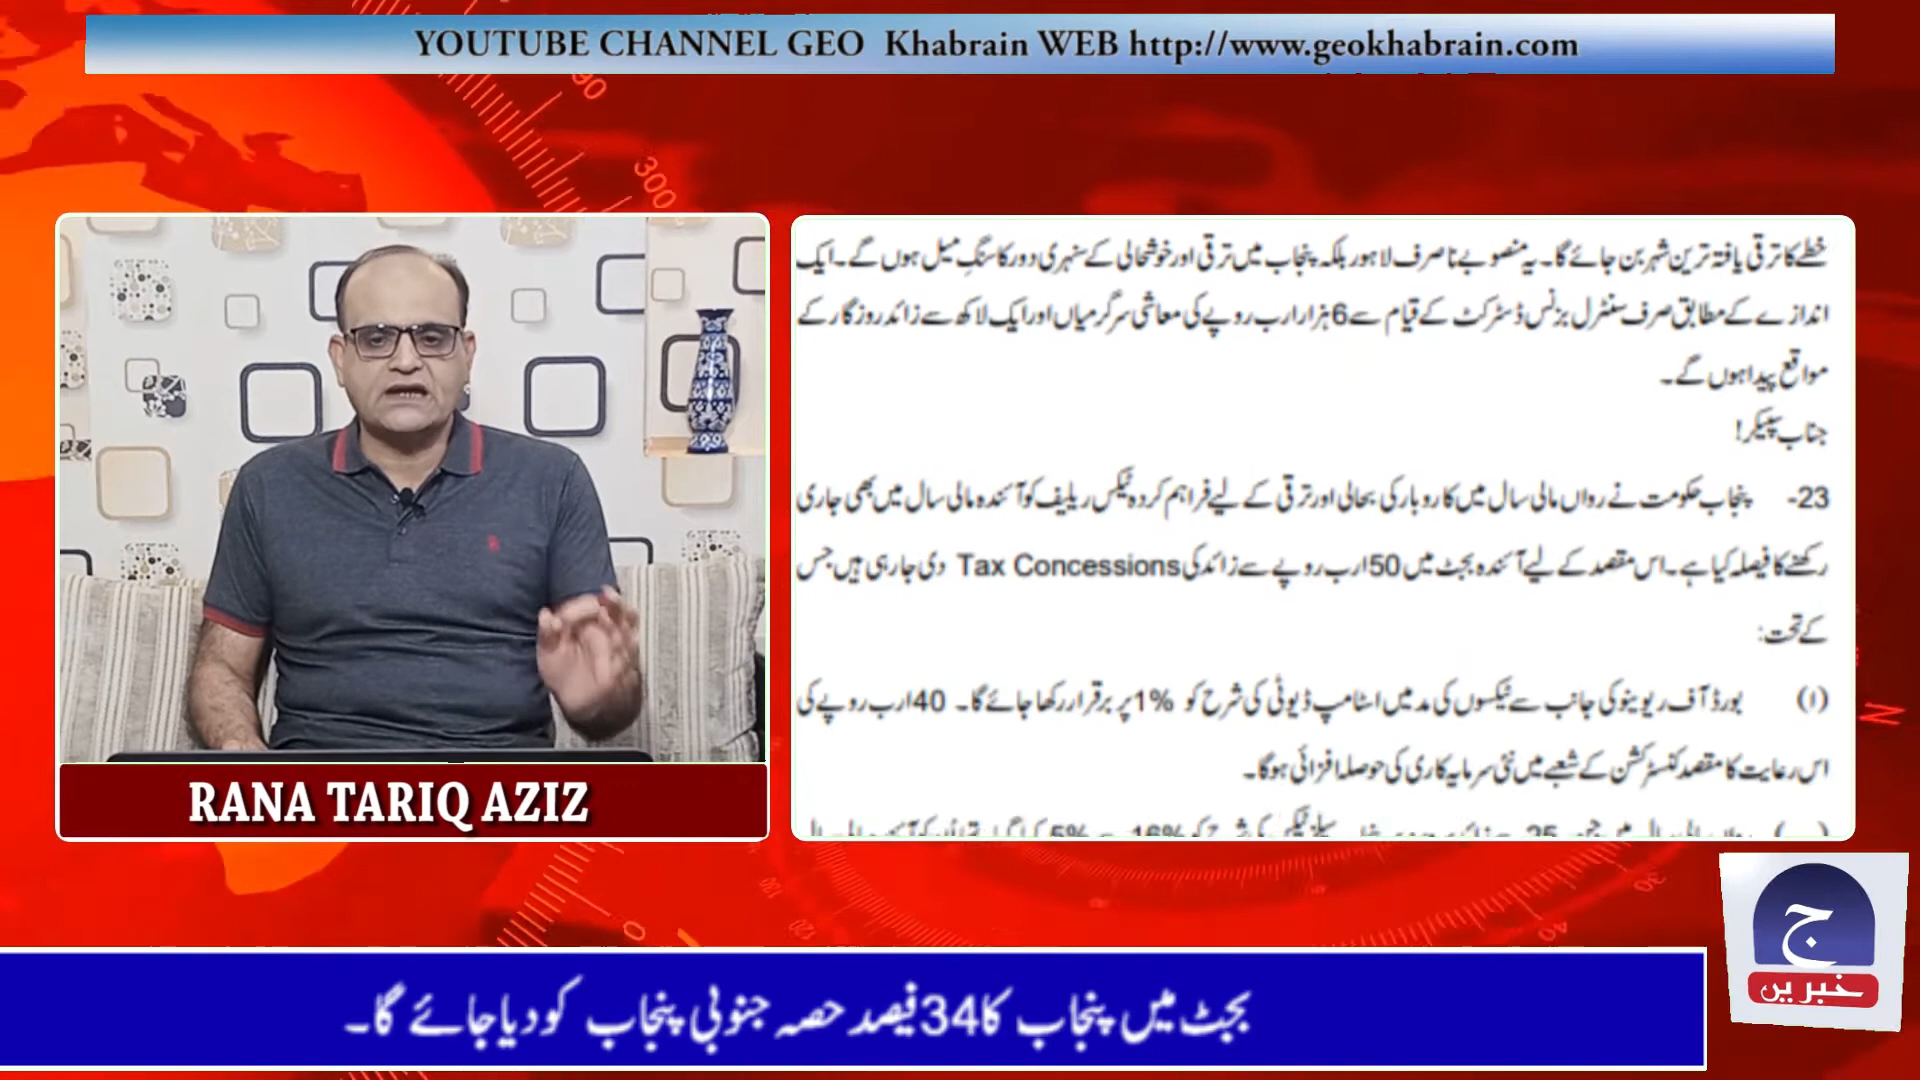 YOUTUBE CHANNEL GEO Khabrain WEB http://www.geokhabrain.com
خطے کا ترقی یافتہ ترین شہر بن جائے گا۔ یہ منصوبے نا صرف لاہور بلکہ پنجاب میں ترقی اور خوشحالی کے سنہری دور کا سنگِ میل ہوں گے۔ ایک
اندازے کے مطابق صرف سنٹرل بزنس ڈسٹرکٹ کے قیام سے 6 ہزار ارب روپے کی معاشی سرگرمیاں اور ایک لاکھ سے زائد روزگار کے
مواقع پیدا ہوں گے۔
جناب سپیکر!
23- پنجاب حکومت نے رواں مالی سال میں کاروبار کی بحالی اور ترقی کے لیے فراہم کردہ ٹیکس ریلیف کو آئندہ مالی سال میں بھی جاری
رکھنے کا فیصلہ کیا ہے۔ اس مقصد کے لیے آئندہ بجٹ میں 50 ارب روپے سے زائد کی Tax Concessions دی جارہی ہیں جس
کے تحت:
(۱) بورڈ آف ریوینو کی جانب سے ٹیکسوں کی مد میں اسٹامپ ڈیوٹی کی شرح کو 1% پر برقرار رکھا جائے گا۔ 40 ارب روپے کی
اس رعایت کا مقصد کنسٹرکشن کے شعبے میں نئی سرمایہ کاری کی حوصلہ افزائی ہوگا۔
RANA TARIQ AZIZ
ج
خبریں
بجٹ میں پنجاب کا 34 فیصد حصہ جنوبی پنجاب کو دیا جائے گا۔